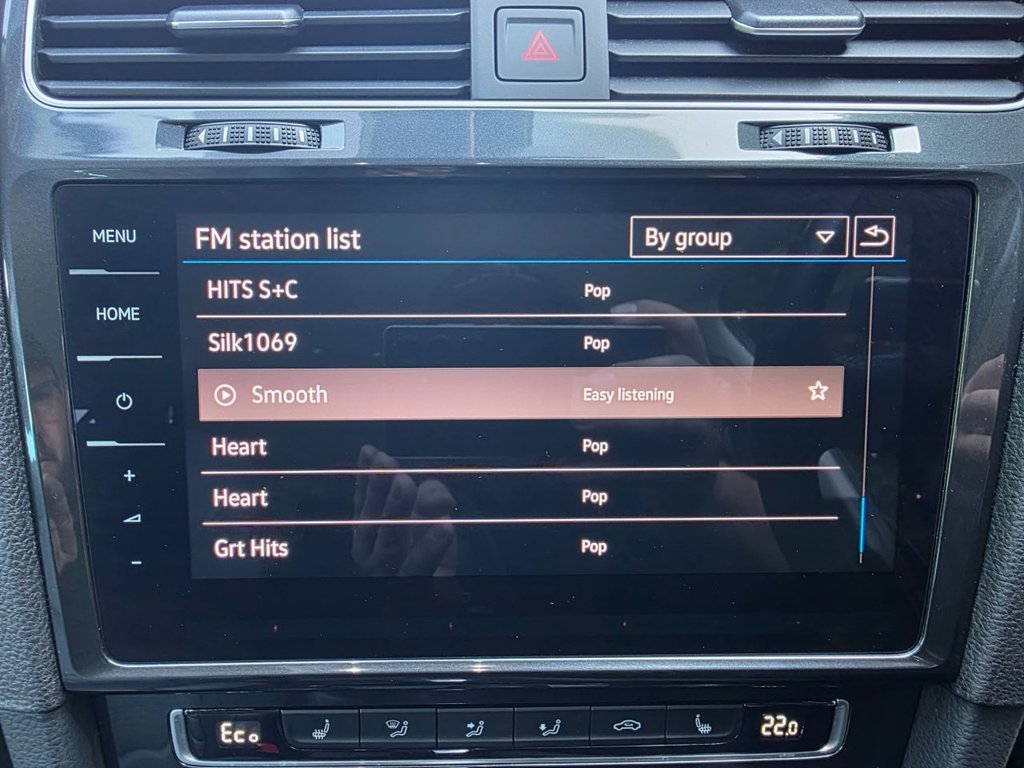 MENU
FM station list
By group
HITS S+C Pop
HOME
Silk1069 Pop
Smooth Easy listening
Heart Pop
+
Heart Pop
Grt Hits Pop
-
Eco
22.0